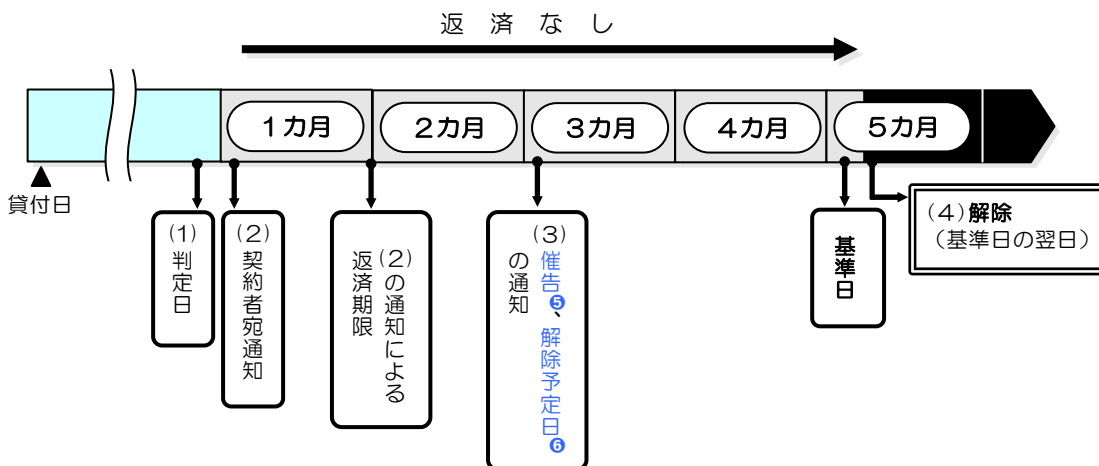 返済なし
1カ月
2カ月
3カ月
4カ月
5カ月
貸付日
(1)
判定日
(2)
契約者宛通知
(2)の通知による
返済期限
(3)
催告❺、解除予定日❻
の通知
基準日
(4)解除
（基準日の翌日）